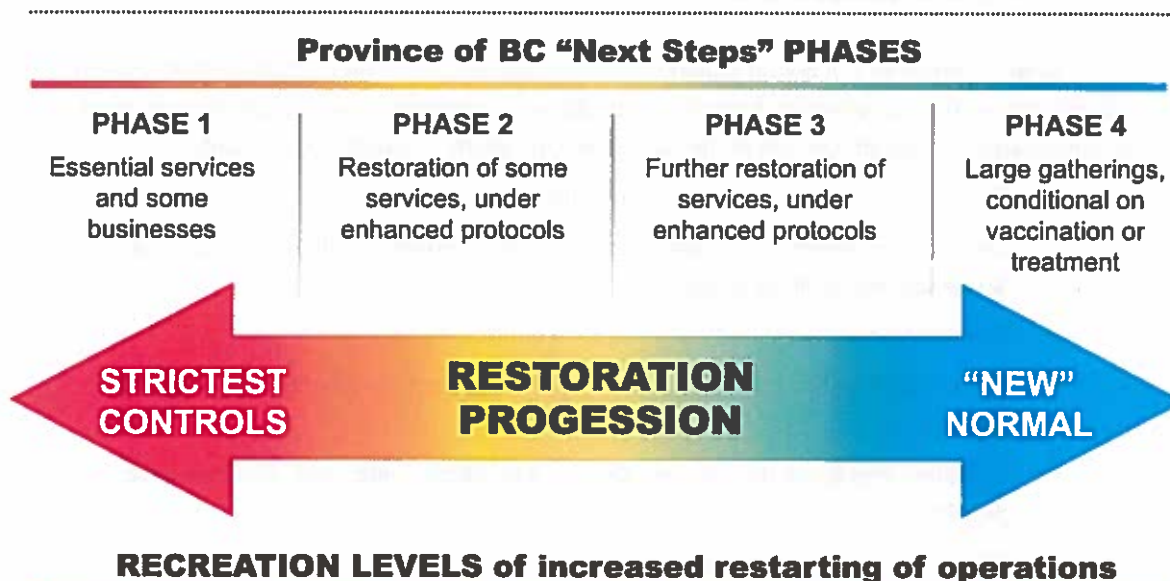 Province of BC “Next Steps” PHASES
PHASE 1
Essential services
and some
businesses
PHASE 2
Restoration of some
services, under
enhanced protocols
PHASE 3
Further restoration of
services, under
enhanced protocols
PHASE 4
Large gatherings,
conditional on
vaccination or
treatment
STRICTEST
CONTROLS
RESTORATION
PROGESSION
“NEW”
NORMAL
RECREATION LEVELS of increased restarting of operations